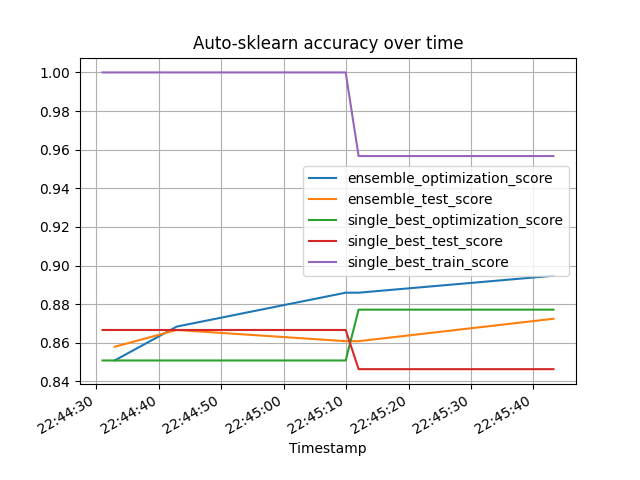 Auto-sklearn accuracy over time
1.00
0.98
0.96
0.94
0.92
0.90
0.88
0.86
0.84
ensemble_optimization_score
ensemble_test_score
single_best_optimization_score
single_best_test_score
single_best_train_score
22:44:30
22:44:40
22:44:50
22:45:00
22:45:10
22:45:20
22:45:30
22:45:40
Timestamp